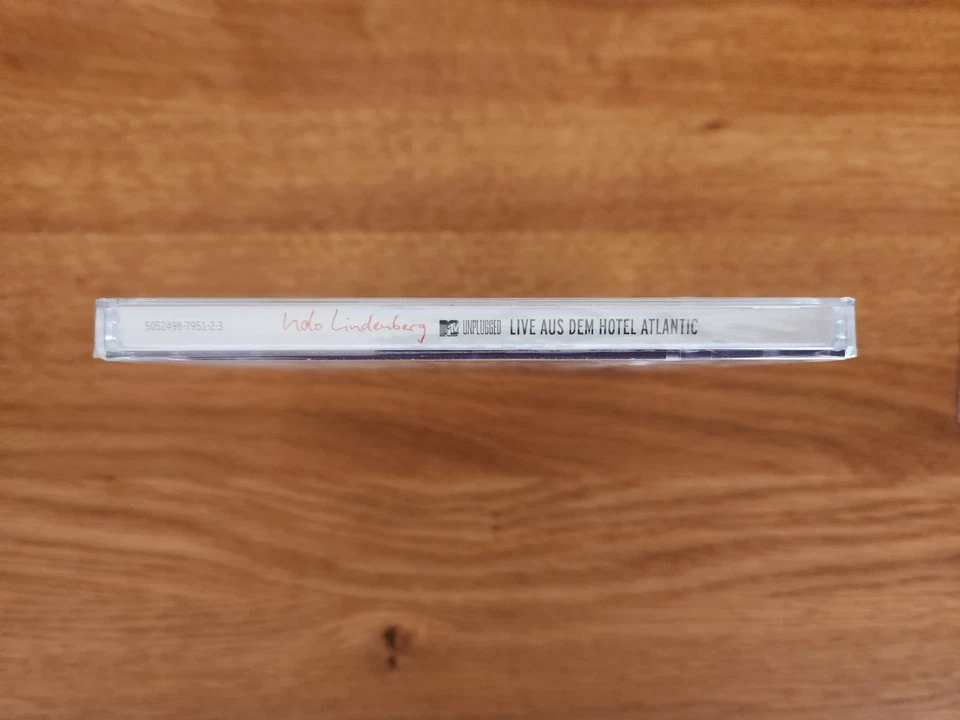 5052498-7951-2-3 Udo Lindenberg MTV UNPLUGGED LIVE AUS DEM HOTEL ATLANTIC